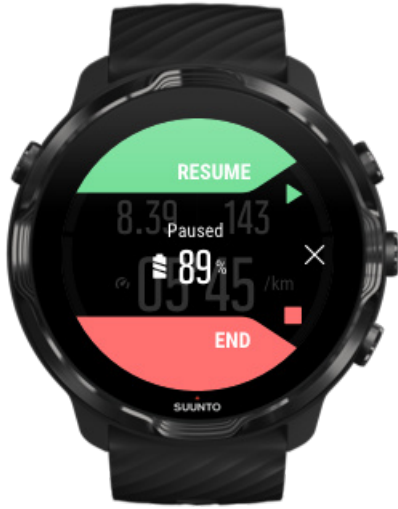 RESUME
8.39 143
Paused
89%
05'45 /km
END
SUUNTO